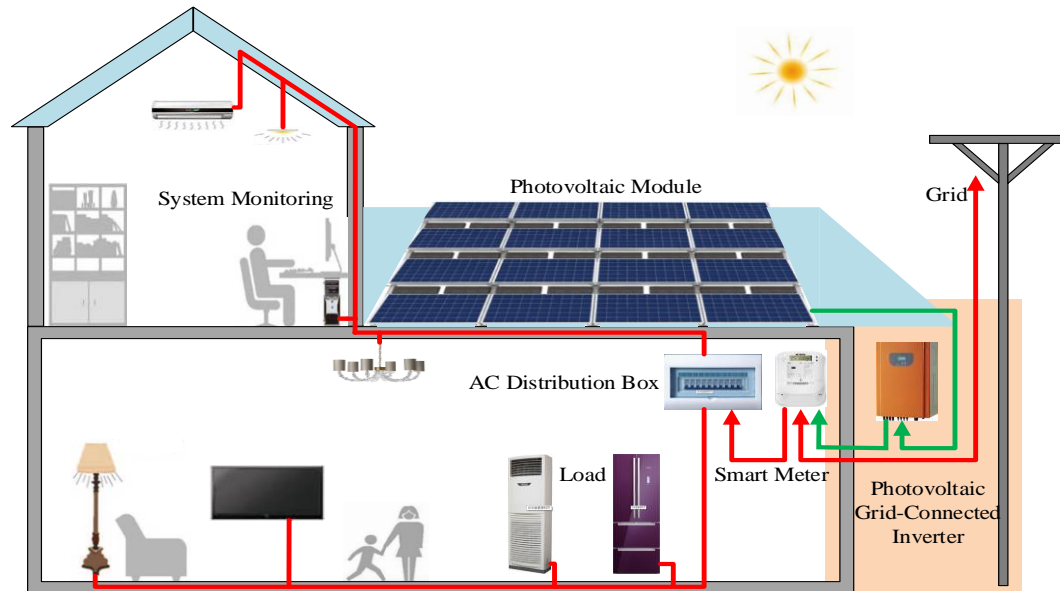 Photovoltaic Module
Grid
System Monitoring
AC Distribution Box
Load
Smart Meter
Photovoltaic
Grid-Connected
Inverter